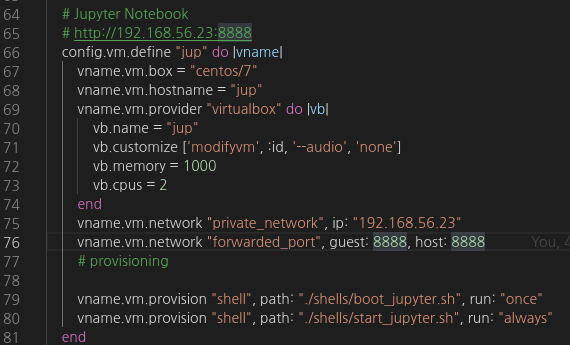 64 # Jupyter Notebook
65 # http://192.168.56.23:8888
66 config.vm.define "jup" do |vname|
67 vname.vm.box = "centos/7"
68 vname.vm.hostname = "jup"
69 vname.vm.provider "virtualbox" do |vb|
70 vb.name = "jup"
71 vb.customize ['modifyvm', :id, '--audio', 'none']
72 vb.memory = 1000
73 vb.cpus = 2
74 end
75 vname.vm.network "private_network", ip: "192.168.56.23"
76 vname.vm.network "forwarded_port", guest: 8888, host: 8888 You, 4
77 # provisioning
78
79 vname.vm.provision "shell", path: "./shells/boot_jupyter.sh", run: "once"
80 vname.vm.provision "shell", path: "./shells/start_jupyter.sh", run: "always"
81 end